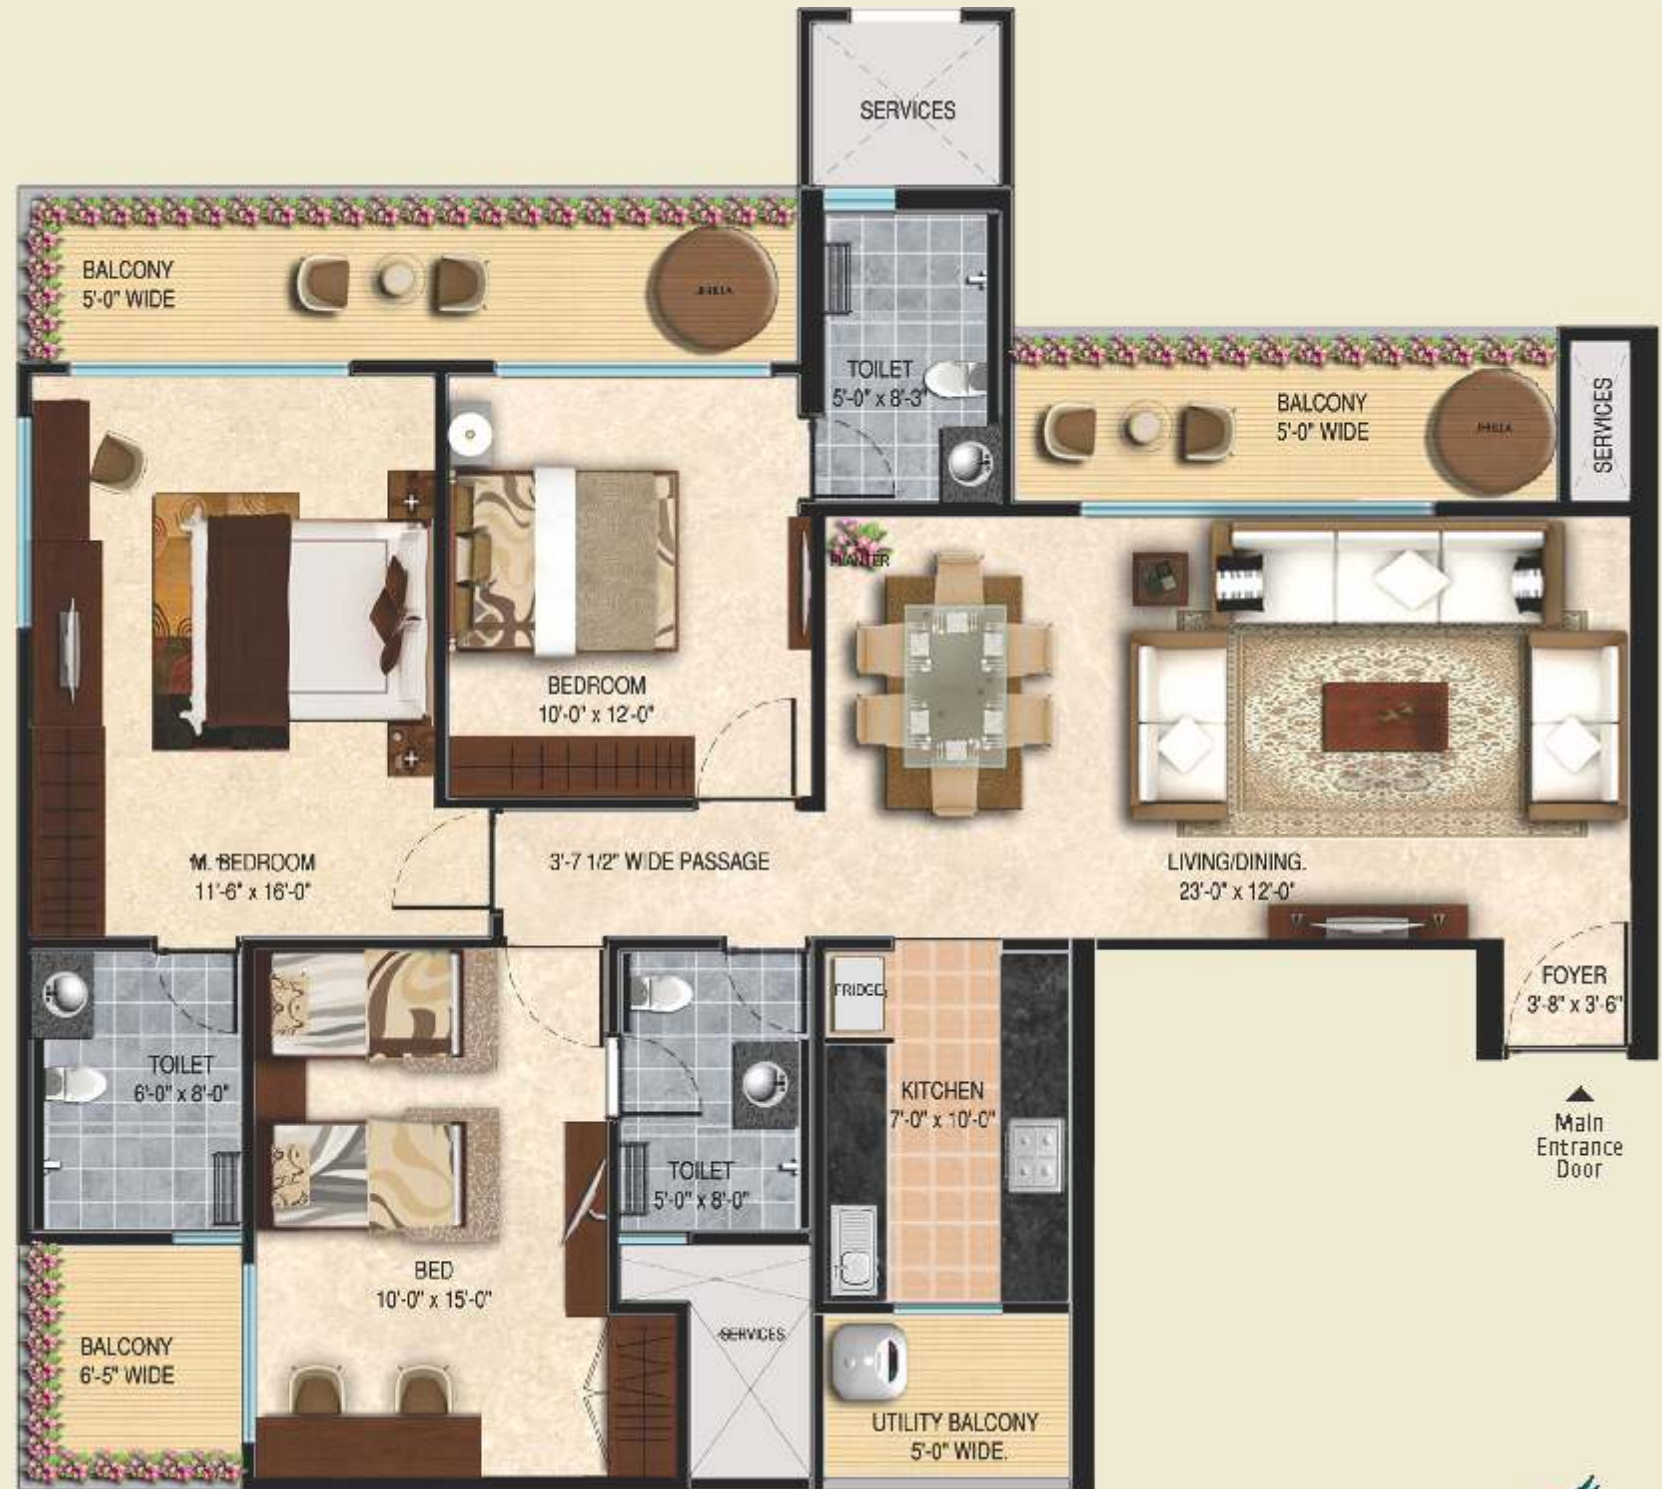 SERVICES
BALCONY
5'-0" WIDE
TOILET
5'-0" x 8'-3"
BALCONY
5'-0" WIDE
SERVICES
PLANTER
BEDROOM
10'-0" x 12'-0"
M. BEDROOM
11'-6" x 16'-0"
3'-7 1/2" WIDE PASSAGE
LIVING/DINING.
23'-0" x 12'-0"
FOYER
3'-8" x 3'-6"
FRIDGE
TOILET
6'-0" x 8'-0"
KITCHEN
7'-0" x 10'-0"
Main
Entrance
Door
TOILET
5'-0" x 8'-0"
BED
10'-0" x 15'-0"
SERVICES
BALCONY
6'-5" WIDE
UTILITY BALCONY
5'-0" WIDE.